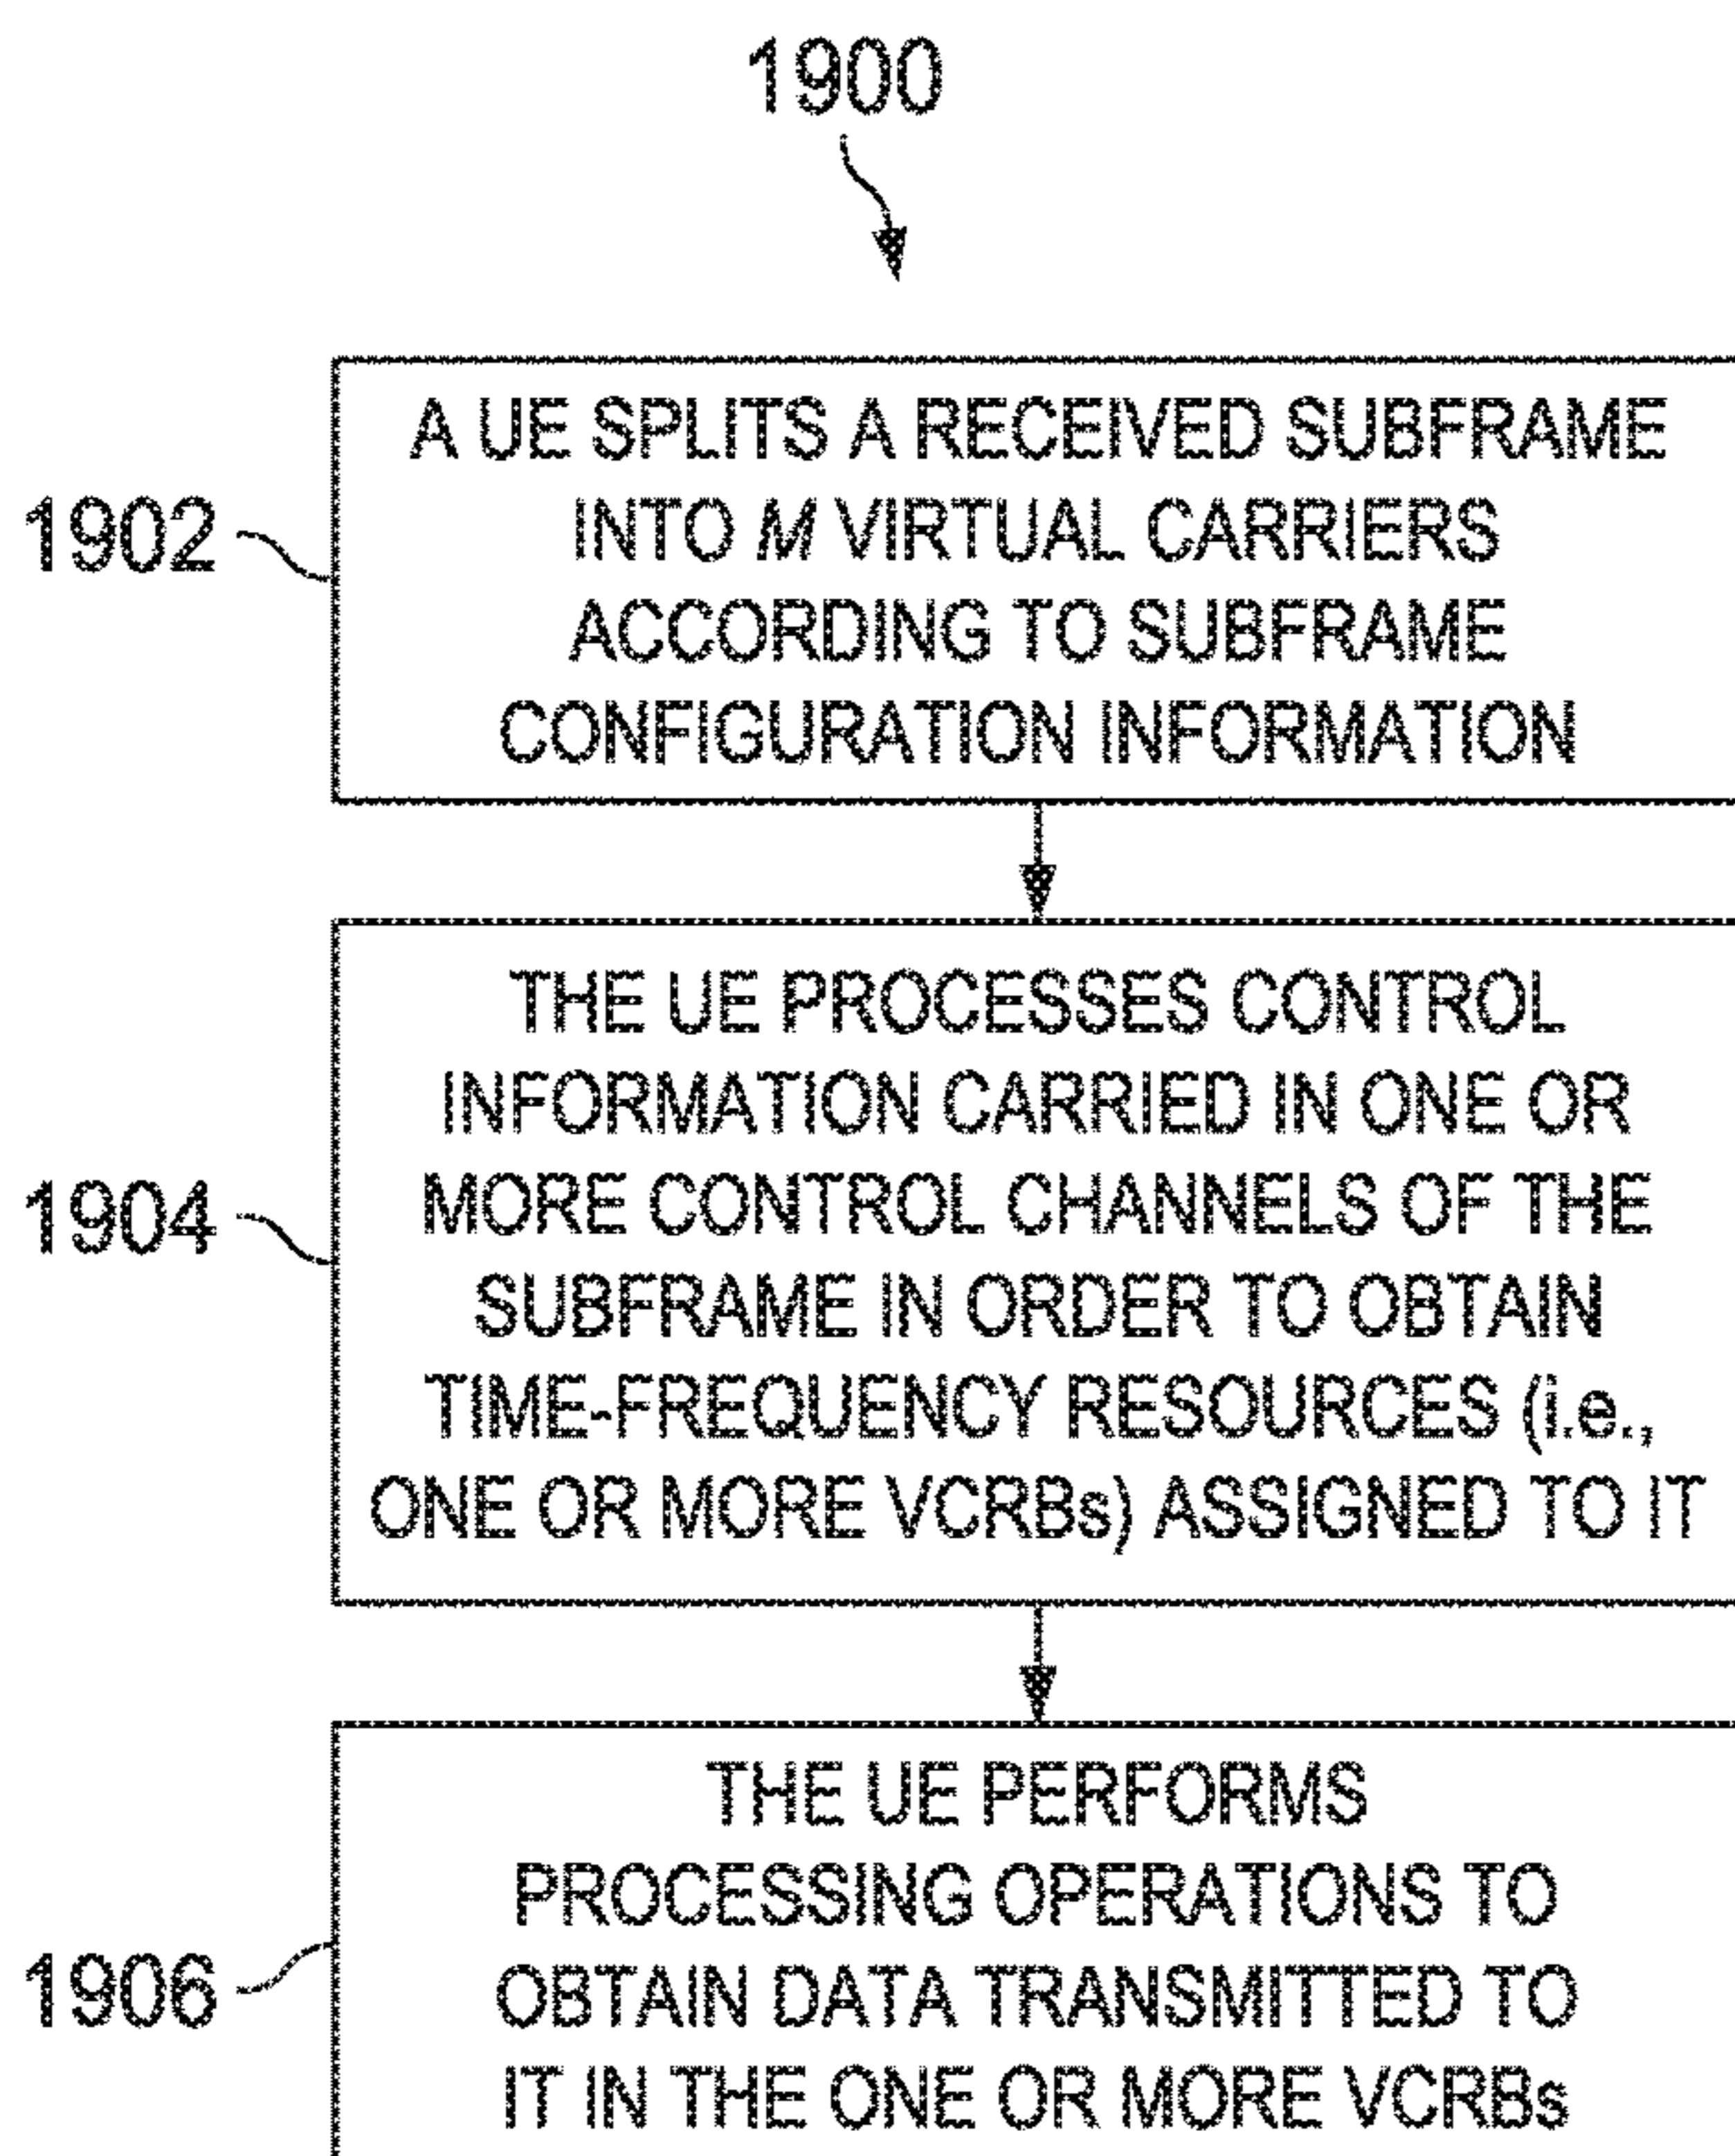 1900
1902
A UE SPLITS A RECEIVED SUBFRAME
INTO M VIRTUAL CARRIERS
ACCORDING TO SUBFRAME
CONFIGURATION INFORMATION
1904
THE UE PROCESSES CONTROL
INFORMATION CARRIED IN ONE OR
MORE CONTROL CHANNELS OF THE
SUBFRAME IN ORDER TO OBTAIN
TIME-FREQUENCY RESOURCES (i.e.,
ONE OR MORE VCRBs) ASSIGNED TO IT
1906
THE UE PERFORMS
PROCESSING OPERATIONS TO
OBTAIN DATA TRANSMITTED TO
IT IN THE ONE OR MORE VCRBs